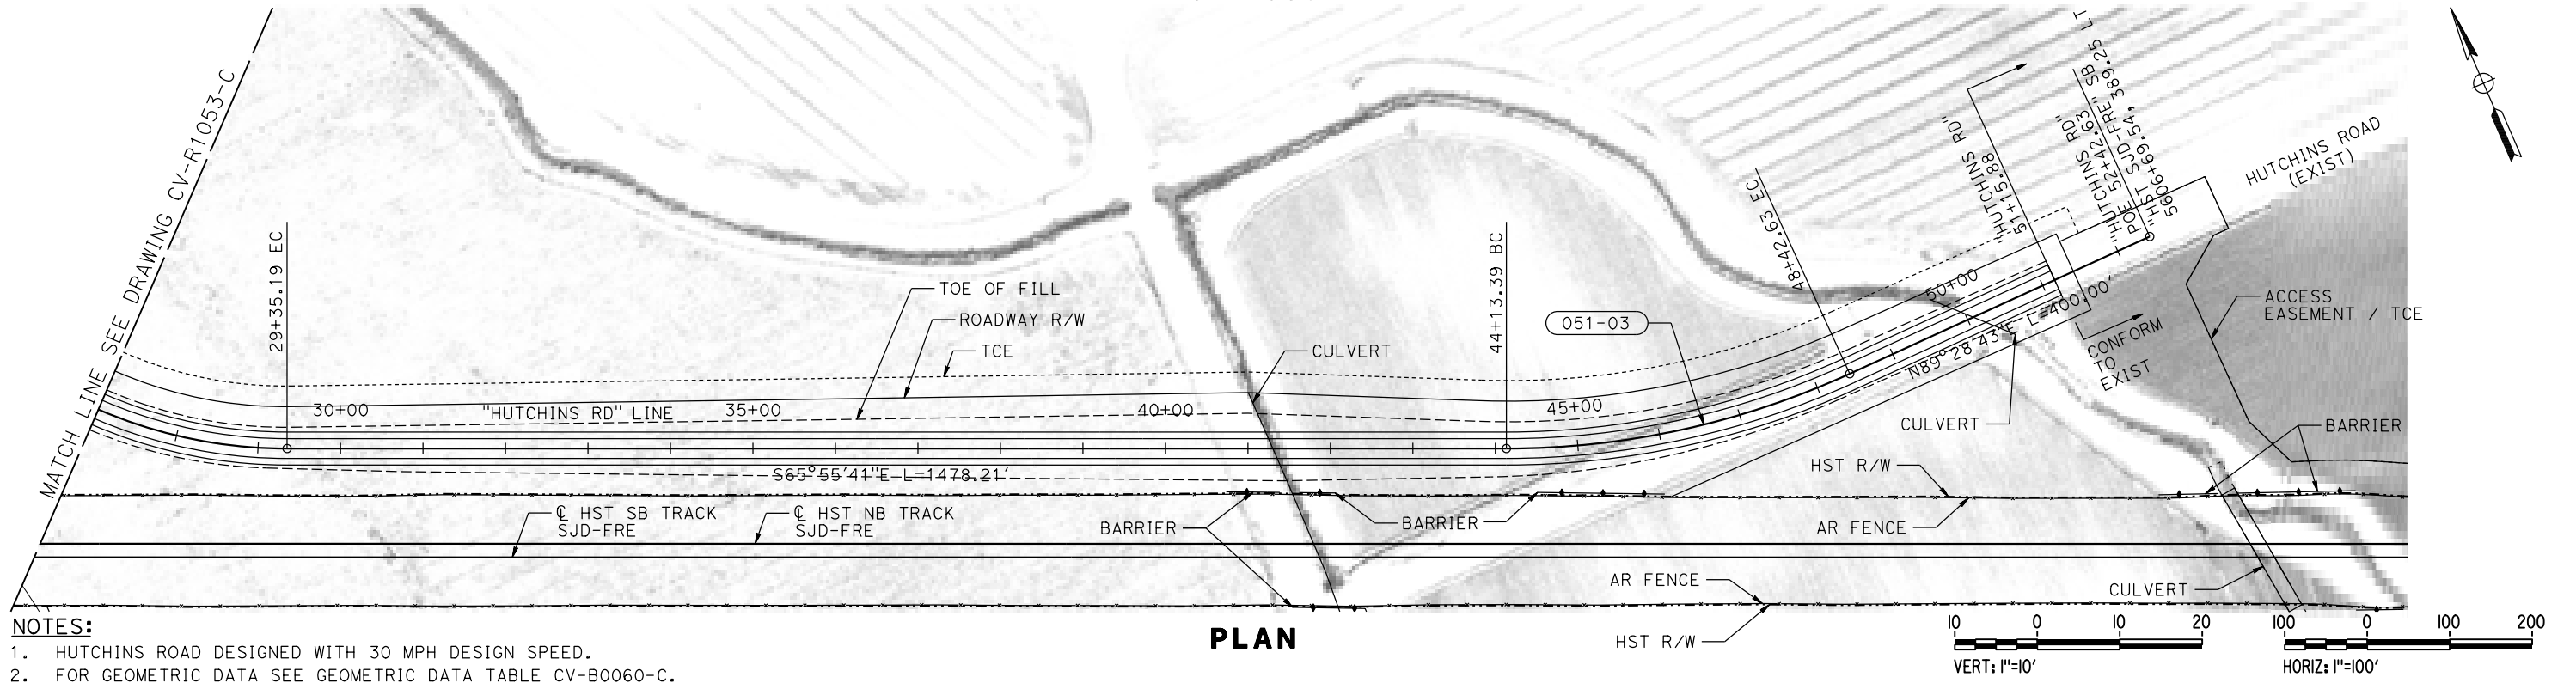 MATCH LINE SEE DRAWING CV-R1053-C
29+35.19 EC
TOE OF FILL
ROADWAY R/W
TCE
30+00
"HUTCHINS RD" LINE
35+00
40+00
45+00
50+00
S65°55'41"E L=1478.21'
CULVERT
44+13.39 BC
051-03
48+42.63 EC
"HUTCHINS RD"
51+15.88
"HUTCHINS RD"
POE 52+42.63
"HST SJD-FRE" SB
5606+69.54, 389.25 LT
HUTCHINS ROAD
(EXIST)
N89°28'43"E L=400.00'
CONFORM
TO
EXIST
ACCESS
EASEMENT / TCE
CULVERT
BARRIER
HST R/W
AR FENCE
℄ HST SB TRACK
SJD-FRE
℄ HST NB TRACK
SJD-FRE
BARRIER
BARRIER
AR FENCE
HST R/W
CULVERT
PLAN
NOTES:
1. HUTCHINS ROAD DESIGNED WITH 30 MPH DESIGN SPEED.
2. FOR GEOMETRIC DATA SEE GEOMETRIC DATA TABLE CV-B0060-C.
10 0 10 20
VERT: 1"=10'
100 0 100 200
HORIZ: 1"=100'